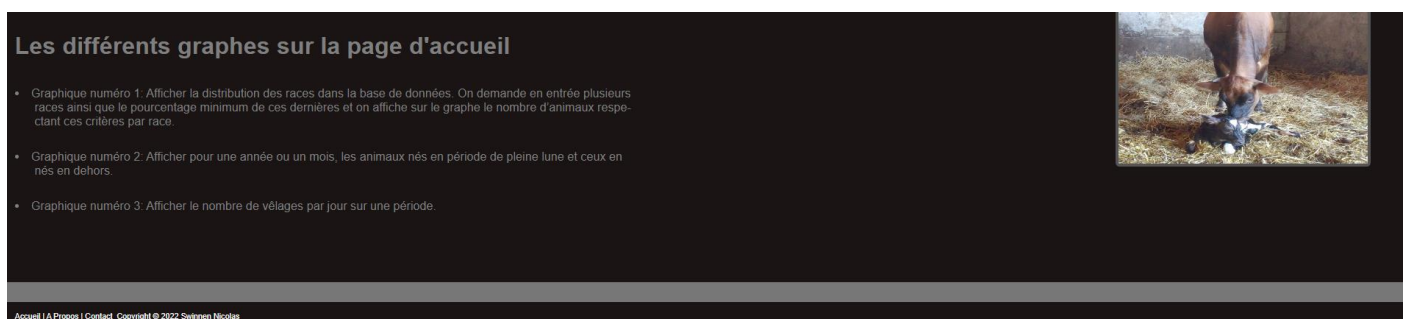 Les différents graphes sur la page d'accueil
• Graphique numéro 1: Afficher la distribution des races dans la base de données. On demande en entrée plusieurs
races ainsi que le pourcentage minimum de ces dernières et on affiche sur le graphe le nombre d'animaux respe-
ctant ces critères par race.
• Graphique numéro 2: Afficher pour une année ou un mois, les animaux nés en période de pleine lune et ceux en
nés en dehors.
• Graphique numéro 3: Afficher le nombre de vêlages par jour sur une période.
Accueil | A Propos | Contact Copyright © 2022 Swinnen Nicolas